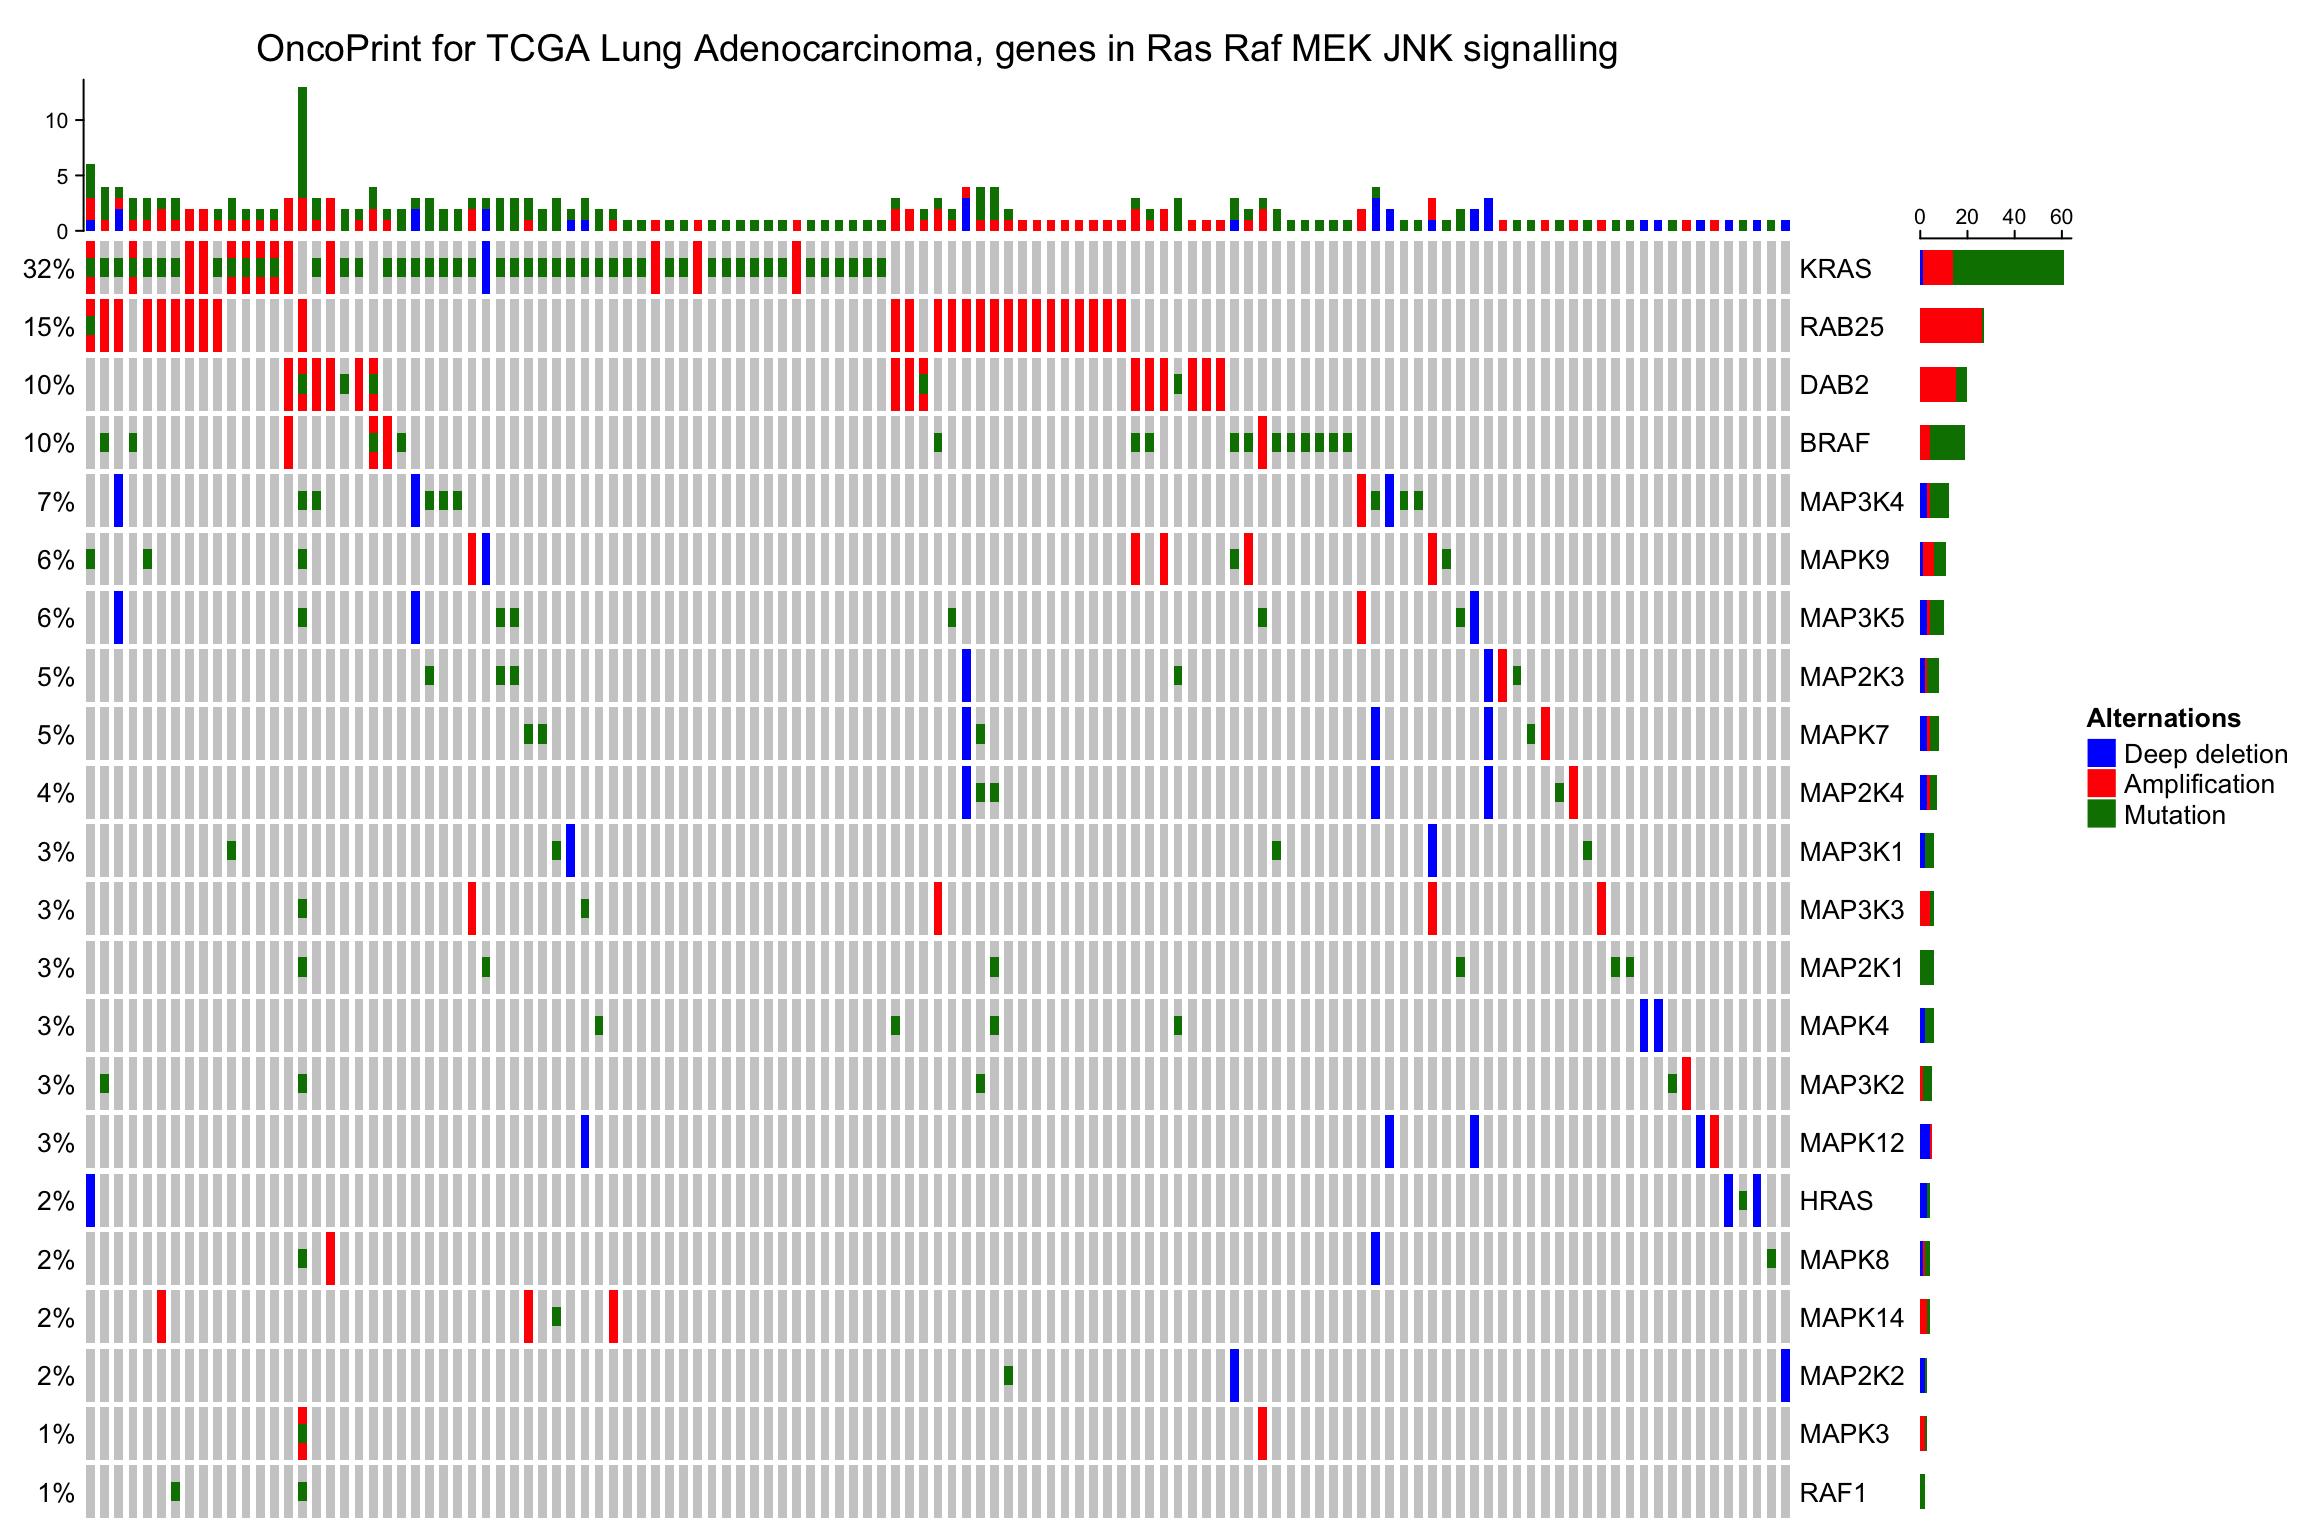 OncoPrint for TCGA Lung Adenocarcinoma, genes in Ras Raf MEK JNK signalling
10
5
0
0 20 40 60
32% KRAS
15% RAB25
10% DAB2
10% BRAF
7% MAP3K4
6% MAPK9
6% MAP3K5
5% MAP2K3
5% MAPK7
4% MAP2K4
3% MAP3K1
3% MAP3K3
3% MAP2K1
3% MAPK4
3% MAP3K2
3% MAPK12
2% HRAS
2% MAPK8
2% MAPK14
2% MAP2K2
1% MAPK3
1% RAF1
Alternations
Deep deletion
Amplification
Mutation